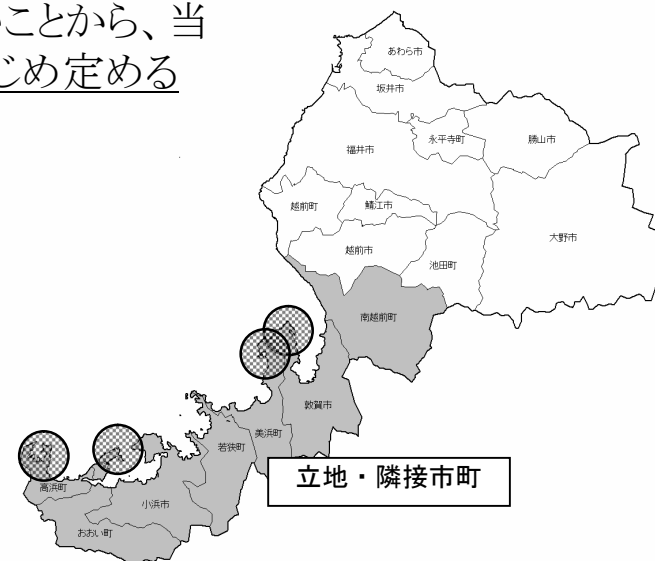 いことから、当
じめ定める
あわら市
坂井市
永平寺町
勝山市
福井市
越前町
鯖江市
大野市
越前市
池田町
南越前町
敦賀市
美浜町
若狭町
立地・隣接市町
高浜町
小浜市
おおい町